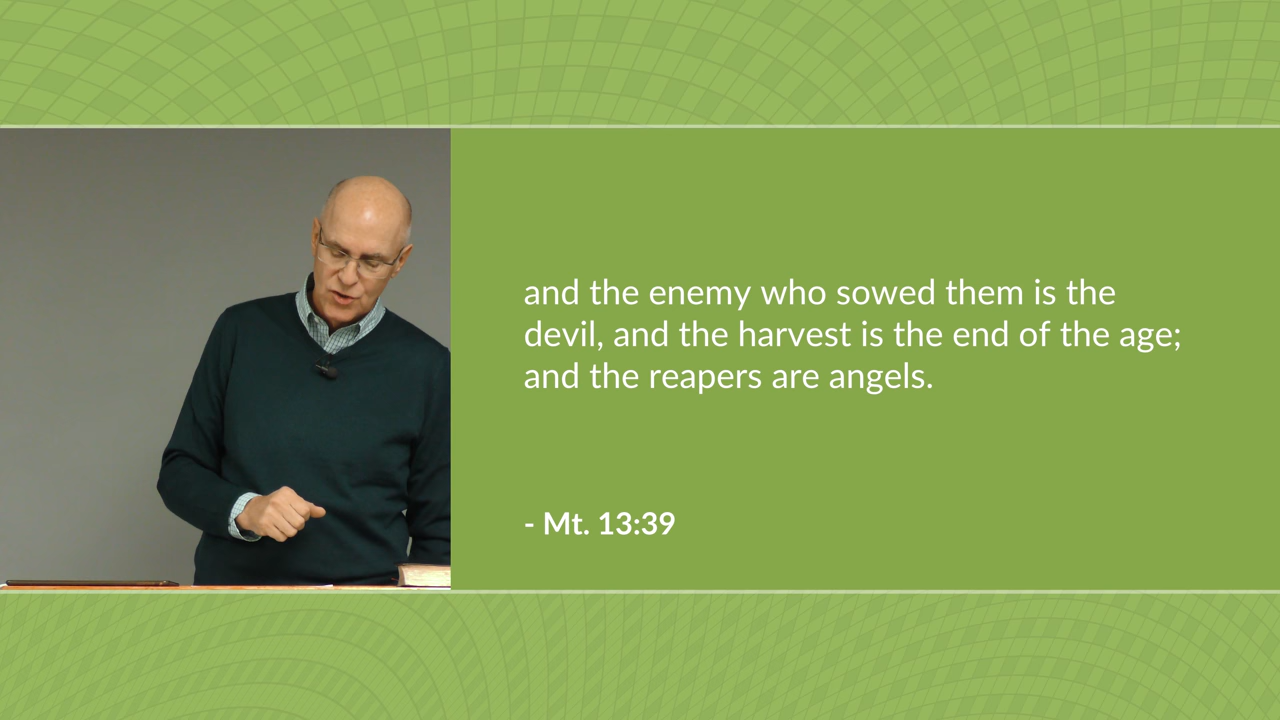 and the enemy who sowed them is the
devil, and the harvest is the end of the age;
and the reapers are angels.
- Mt. 13:39